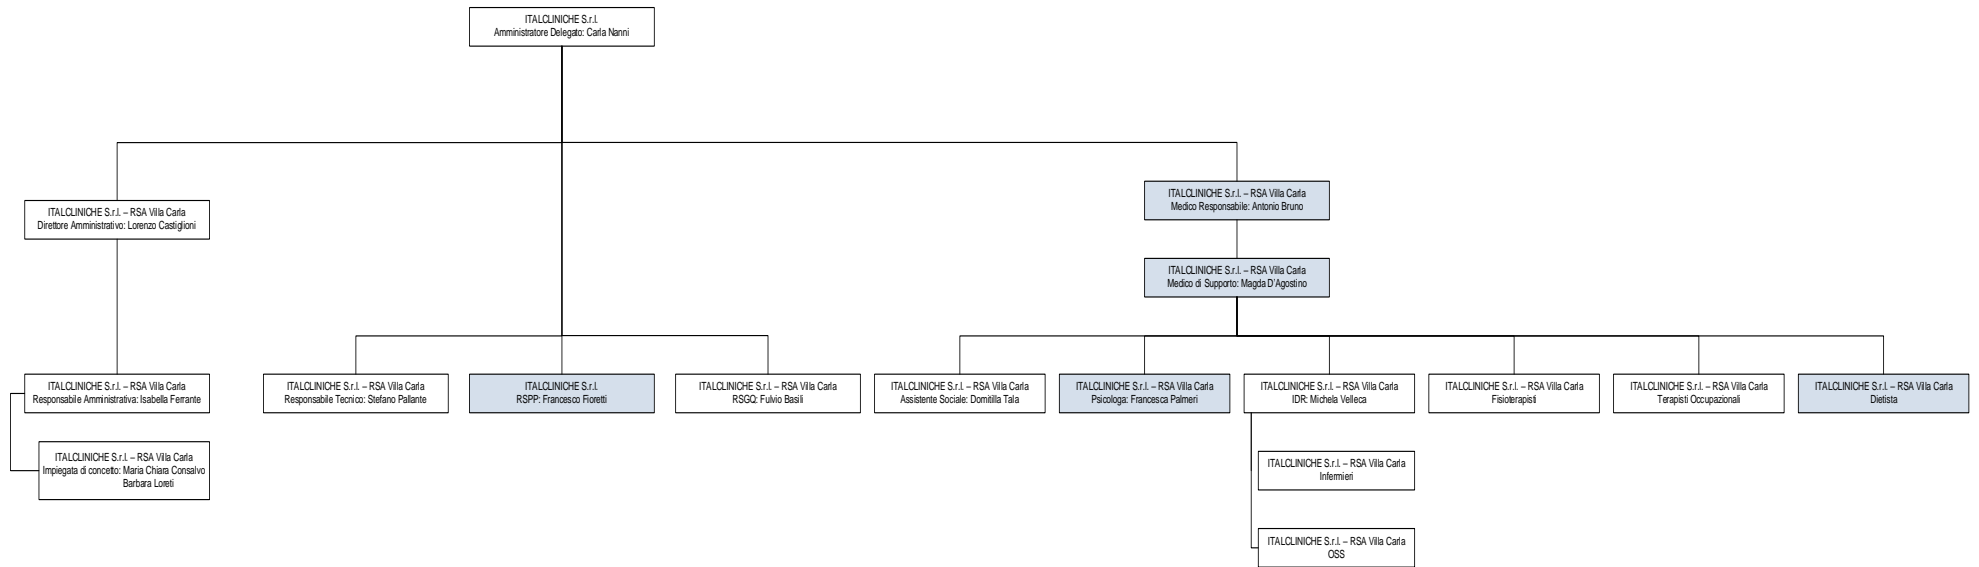 ITALCLINICHE S.r.l.
Amministratore Delegato: Carla Nanni
ITALCLINICHE S.r.l. – RSA Villa Carla
Medico Responsabile: Antonio Bruno
ITALCLINICHE S.r.l. – RSA Villa Carla
Direttore Amministrativo: Lorenzo Castiglioni
ITALCLINICHE S.r.l. – RSA Villa Carla
Medico di Supporto: Magda D'Agostino
ITALCLINICHE S.r.l. – RSA Villa Carla
Responsabile Amministrativa: Isabella Ferrante
ITALCLINICHE S.r.l. – RSA Villa Carla
Responsabile Tecnico: Stefano Pallante
ITALCLINICHE S.r.l.
RSPP: Francesco Fioretti
ITALCLINICHE S.r.l. – RSA Villa Carla
RSGQ: Fulvio Basili
ITALCLINICHE S.r.l. – RSA Villa Carla
Assistente Sociale: Domitilla Tala
ITALCLINICHE S.r.l. – RSA Villa Carla
Psicologa: Francesca Palmeri
ITALCLINICHE S.r.l. – RSA Villa Carla
IDR: Michela Velleca
ITALCLINICHE S.r.l. – RSA Villa Carla
Fisioterapisti
ITALCLINICHE S.r.l. – RSA Villa Carla
Terapisti Occupazionali
ITALCLINICHE S.r.l. – RSA Villa Carla
Dietista
ITALCLINICHE S.r.l. – RSA Villa Carla
Impiegata di concetto: Maria Chiara Consalvo
Barbara Loreti
ITALCLINICHE S.r.l. – RSA Villa Carla
Infermieri
ITALCLINICHE S.r.l. – RSA Villa Carla
OSS